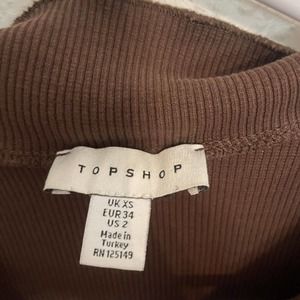 TOPSHOP
UK XS
EUR 34
US 2
Made in
Turkey
RN 125149